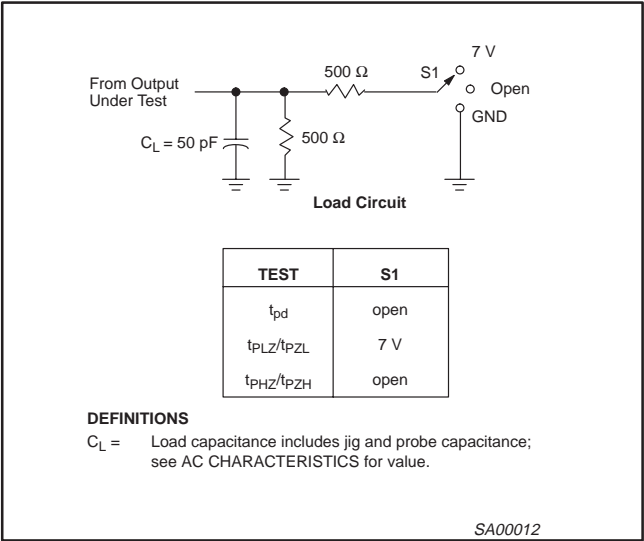 7 V
500 Ω
S1
From Output
Under Test
Open
GND
C_L = 50 pF
500 Ω
Load Circuit
TEST S1
t_pd open
t_PLZ/t_PZL 7 V
t_PHZ/t_PZH open
DEFINITIONS
C_L = Load capacitance includes jig and probe capacitance;
see AC CHARACTERISTICS for value.
SA00012